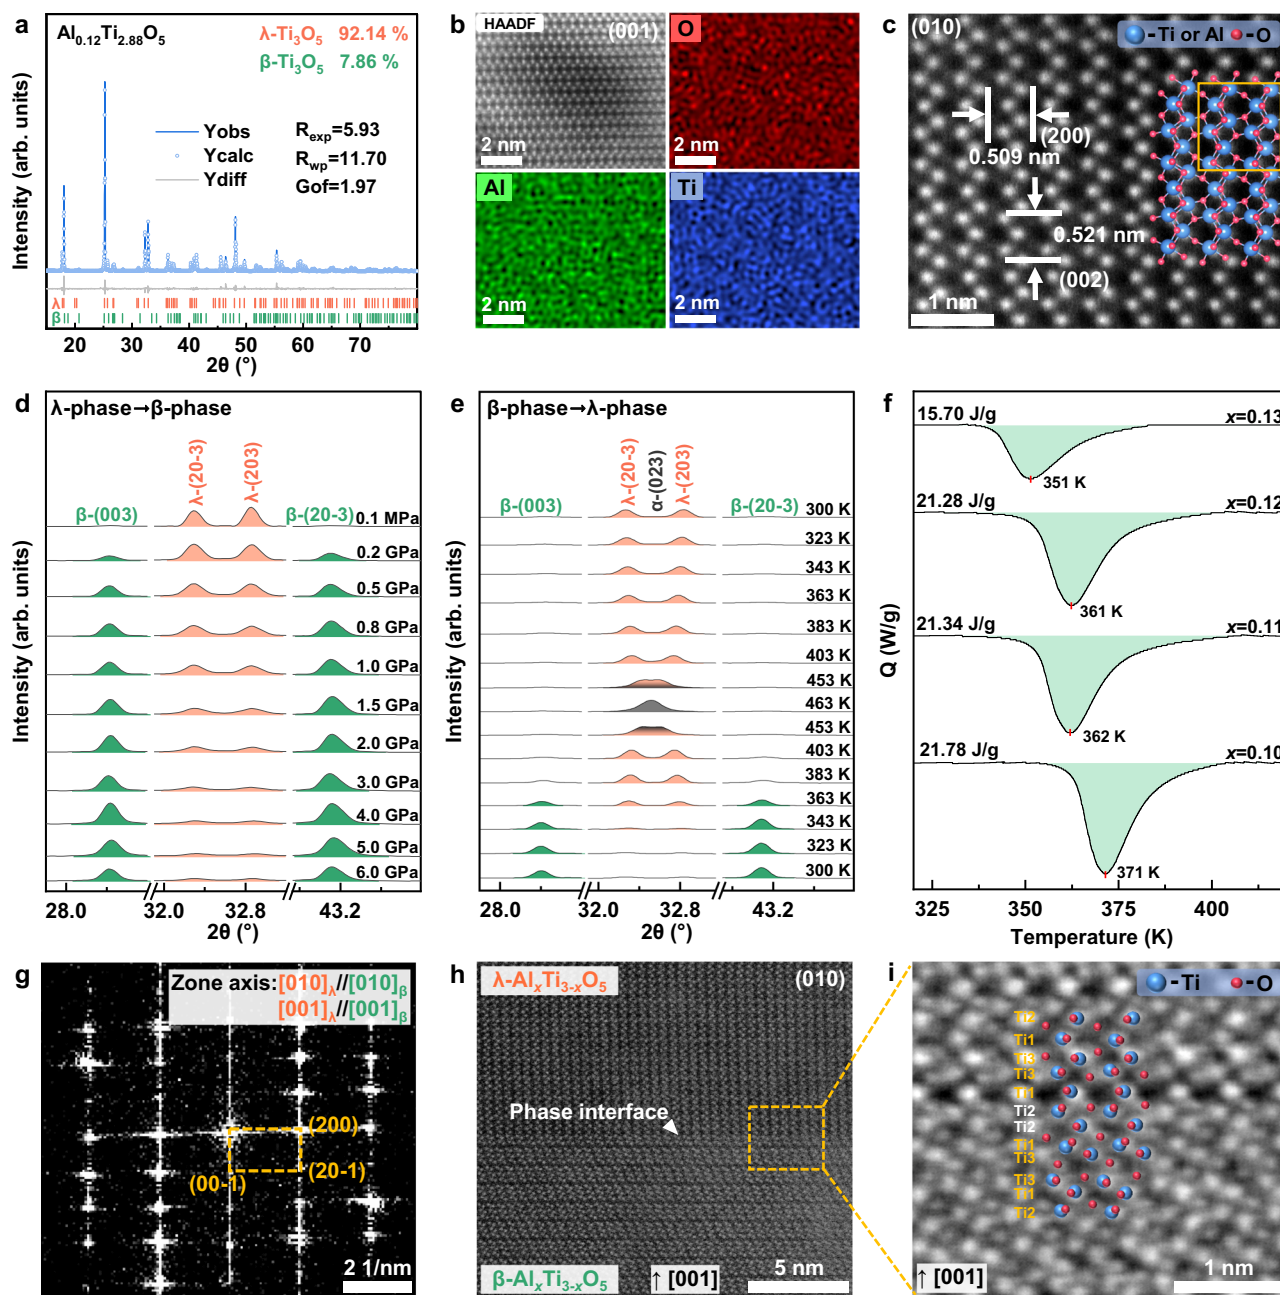 a
Al0.12Ti2.88O5
λ-Ti3O5 92.14 %
β-Ti3O5 7.86 %
Yobs
Ycalc
Ydiff
Rexp=5.93
Rwp=11.70
Gof=1.97
Intensity (arb. units)
λ
β
20 30 40 50 60 70
2θ (°)
b
HAADF
(001)
2 nm
O
2 nm
Al
2 nm
Ti
2 nm
c
(010)
-Ti or Al -O
(200)
0.509 nm
0.521 nm
(002)
1 nm
d
λ-phase→β-phase
β-(003)
λ-(20-3)
λ-(203)
β-(20-3)
0.1 MPa
0.2 GPa
0.5 GPa
0.8 GPa
1.0 GPa
1.5 GPa
2.0 GPa
3.0 GPa
4.0 GPa
5.0 GPa
6.0 GPa
Intensity (arb. units)
28.0 32.0 32.8 43.2
2θ (°)
e
β-phase→λ-phase
β-(003)
λ-(20-3)
α-(023)
λ-(203)
β-(20-3)
300 K
323 K
343 K
363 K
383 K
403 K
453 K
463 K
453 K
403 K
383 K
363 K
343 K
323 K
300 K
Intensity (arb. units)
28.0 32.0 32.8 43.2
2θ (°)
f
15.70 J/g x=0.13
351 K
21.28 J/g x=0.12
361 K
21.34 J/g x=0.11
362 K
21.78 J/g x=0.10
371 K
Q (W/g)
325 350 375 400
Temperature (K)
g
Zone axis:[010]λ//[010]β
[001]λ//[001]β
(200)
(00-1)
(20-1)
2 1/nm
h
λ-AlxTi3-xO5
(010)
Phase interface
β-AlxTi3-xO5
↑ [001]
5 nm
i
-Ti -O
Ti2
Ti1
Ti3
Ti3
Ti1
Ti2
Ti2
Ti1
Ti3
Ti3
Ti1
Ti2
↑ [001]
1 nm